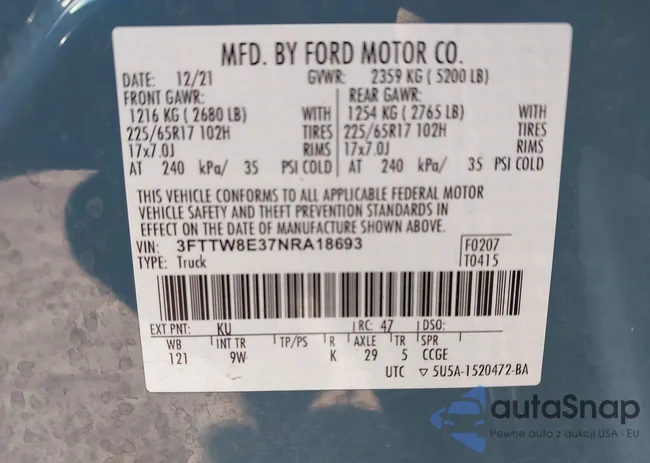 MFD. BY FORD MOTOR CO.
DATE: 12/21 GVWR: 2359 KG ( 5200 LB)
FRONT GAWR: REAR GAWR:
1216 KG ( 2680 LB) WITH 1254 KG ( 2765 LB) WITH
225/65R17 102H TIRES 225/65R17 102H TIRES
17x7.0J RIMS 17x7.0J RIMS
AT 240 kPa/ 35 PSI COLD AT 240 kPa/ 35 PSI COLD
THIS VEHICLE CONFORMS TO ALL APPLICABLE FEDERAL MOTOR
VEHICLE SAFETY AND THEFT PREVENTION STANDARDS IN
EFFECT ON THE DATE OF MANUFACTURE SHOWN ABOVE.
VIN: 3FTTW8E37NRA18693 F0207
TYPE: Truck T0415
EXT PNT: KU RC: 47 DSO:
WB INT TR TP/PS R AXLE TR SPR
121 9W K 29 5 CCGE
UTC ▽ 5U5A-1520472-BA
autaSnap
Pewne auta z aukcji USA i EU